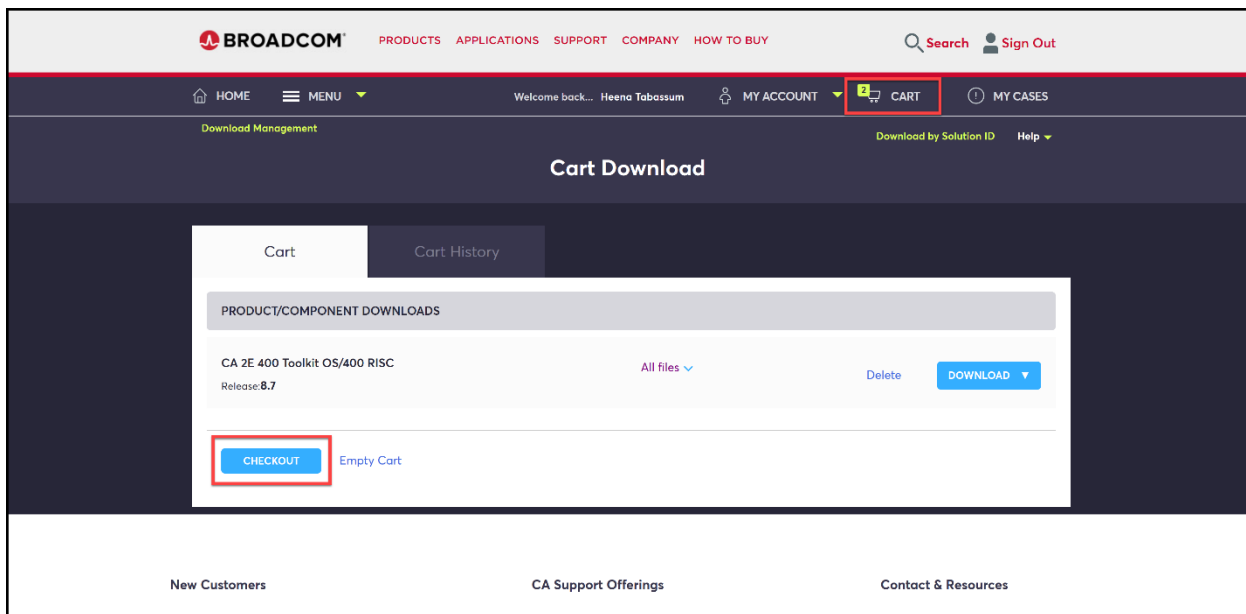 BROADCOM
PRODUCTS APPLICATIONS SUPPORT COMPANY HOW TO BUY
Search Sign Out
HOME MENU Welcome back... Heena Tabassum MY ACCOUNT 2 CART MY CASES
Download Management
Download by Solution ID Help
Cart Download
Cart Cart History
PRODUCT/COMPONENT DOWNLOADS
CA 2E 400 Toolkit OS/400 RISC
Release:8.7
All files
Delete DOWNLOAD
CHECKOUT Empty Cart
New Customers CA Support Offerings Contact & Resources